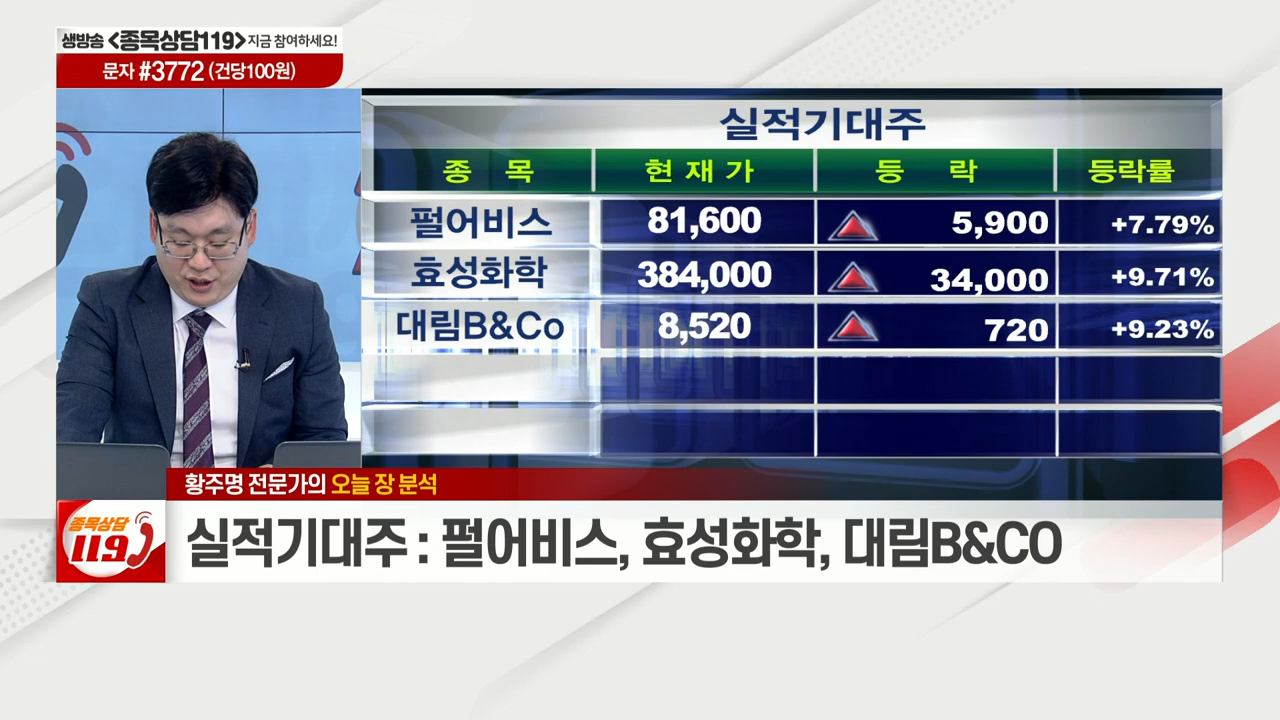 생방송 <종목상담119> 지금 참여하세요!
문자 #3772 (건당100원)
실적기대주
종 목 현 재 가 등 락 등락률
펄어비스 81,600 5,900 +7.79%
효성화학 384,000 34,000 +9.71%
대림B&Co 8,520 720 +9.23%
황주명 전문가의 오늘 장 분석
종목상담
119
실적기대주 : 펄어비스, 효성화학, 대림B&CO